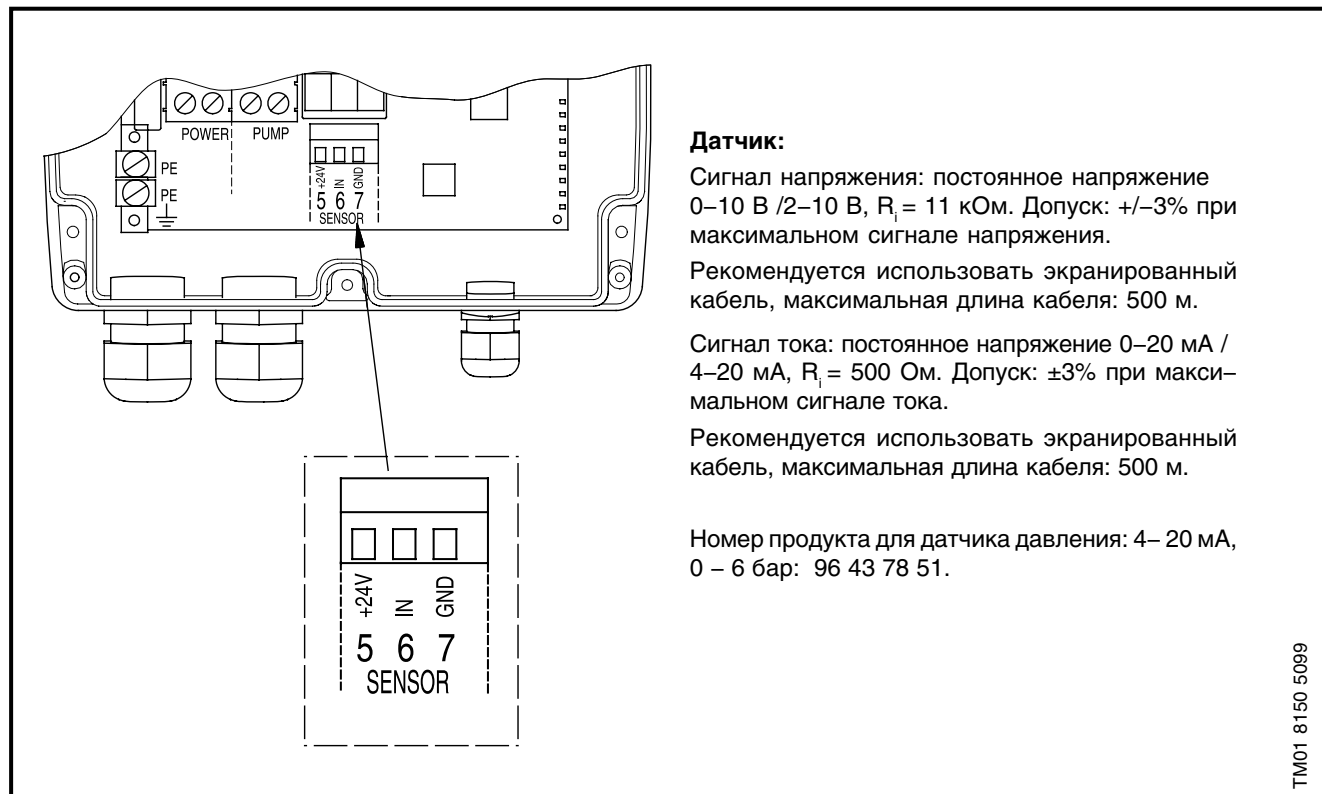 POWER PUMP
PE
PE
+24V IN GND
5 6 7
SENSOR
+24V IN GND
5 6 7
SENSOR
Датчик:
Сигнал напряжения: постоянное напряжение
0–10 В /2–10 В, Ri = 11 кОм. Допуск: +/–3% при
максимальном сигнале напряжения.
Рекомендуется использовать экранированный
кабель, максимальная длина кабеля: 500 м.
Сигнал тока: постоянное напряжение 0–20 мА /
4–20 мА, Ri = 500 Ом. Допуск: ±3% при макси–
мальном сигнале тока.
Рекомендуется использовать экранированный
кабель, максимальная длина кабеля: 500 м.
Номер продукта для датчика давления: 4– 20 мА,
0 – 6 бар: 96 43 78 51.
TM01 8150 5099